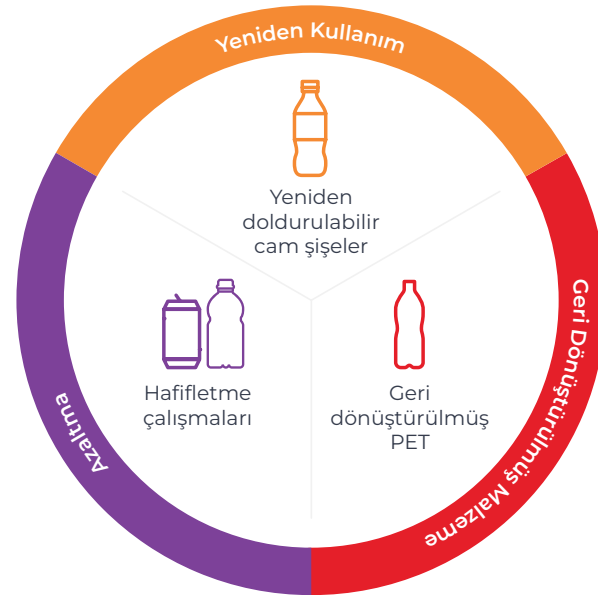 Yeniden Kullanım
Yeniden
doldurulabilir
cam şişeler
Hafifletme
çalışmaları
Geri
dönüştürülmüş
PET
Azaltma
Geri Dönüştürülmüş Malzeme